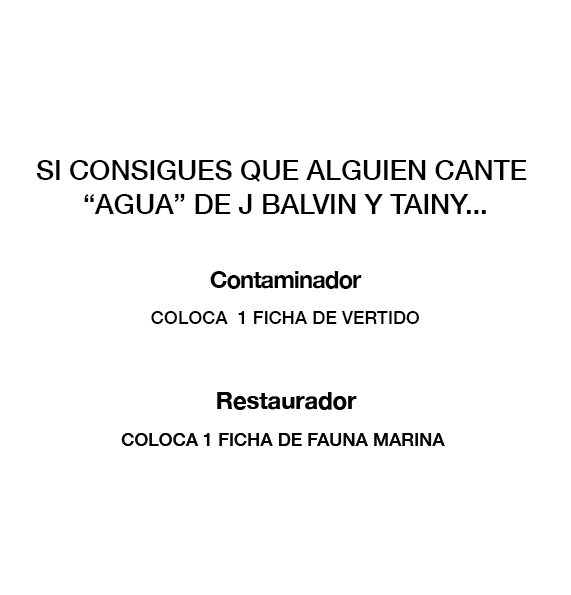 SI CONSIGUES QUE ALGUIEN CANTE
“AGUA” DE J BALVIN Y TAINY...
Contaminador
COLOCA  1 FICHA DE VERTIDO
Restaurador
COLOCA 1 FICHA DE FAUNA MARINA